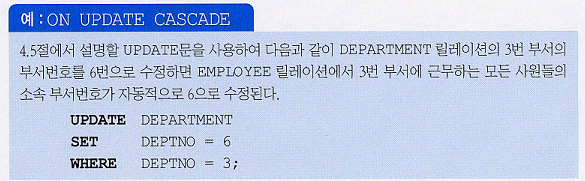 예:ON UPDATE CASCADE
4.5절에서 설명할 UPDATE문을 사용하여 다음과 같이 DEPARTMENT 릴레이션의 3번 부서의
부서번호를 6번으로 수정하면 EMPLOYEE 릴레이션에서 3번 부서에 근무하는 모든 사원들의
소속 부서번호가 자동적으로 6으로 수정된다.
UPDATE DEPARTMENT
SET DEPTNO = 6
WHERE DEPTNO = 3;